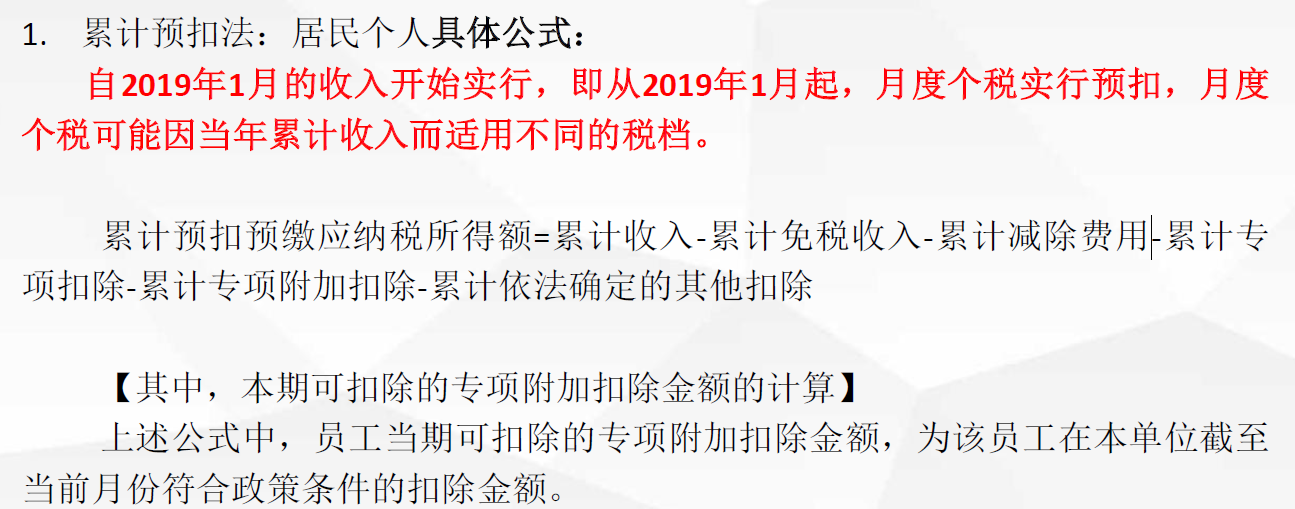 1. 累计预扣法：居民个人具体公式：
自2019年1月的收入开始实行，即从2019年1月起，月度个税实行预扣，月度
个税可能因当年累计收入而适用不同的税档。
累计预扣预缴应纳税所得额=累计收入-累计免税收入-累计减除费用-累计专
项扣除-累计专项附加扣除-累计依法确定的其他扣除
【其中，本期可扣除的专项附加扣除金额的计算】
上述公式中，员工当期可扣除的专项附加扣除金额，为该员工在本单位截至
当前月份符合政策条件的扣除金额。